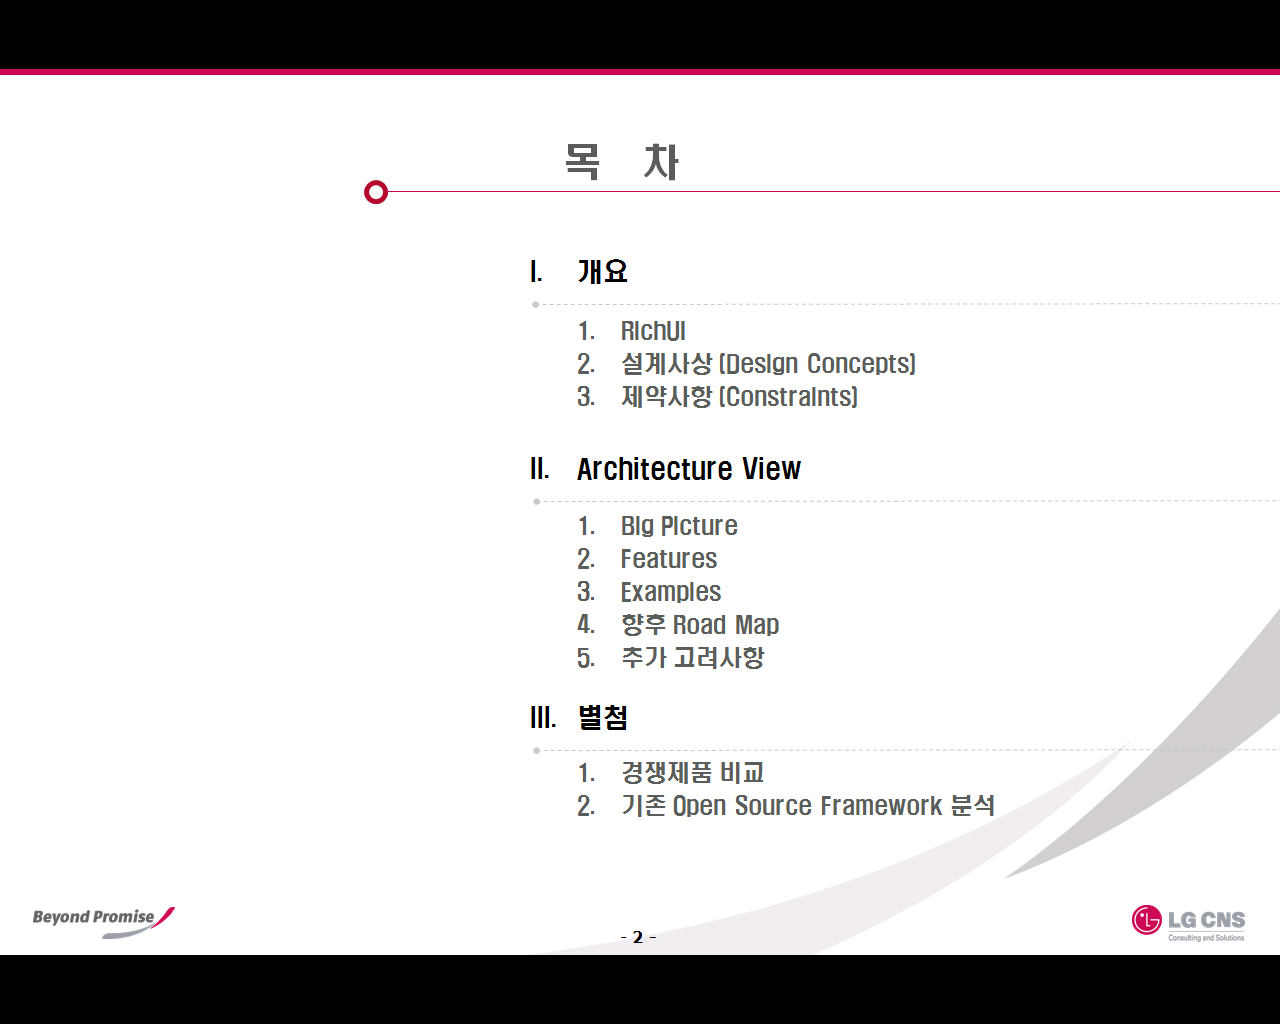 목 차
I. 개요
1. RichUI
2. 설계사상 (Design Concepts)
3. 제약사항 (Constraints)
II. Architecture View
1. Big Picture
2. Features
3. Examples
4. 향후 Road Map
5. 추가 고려사항
III. 별첨
1. 경쟁제품 비교
2. 기존 Open Source Framework 분석
Beyond Promise
- 2 -
LG CNS
Consulting and Solutions